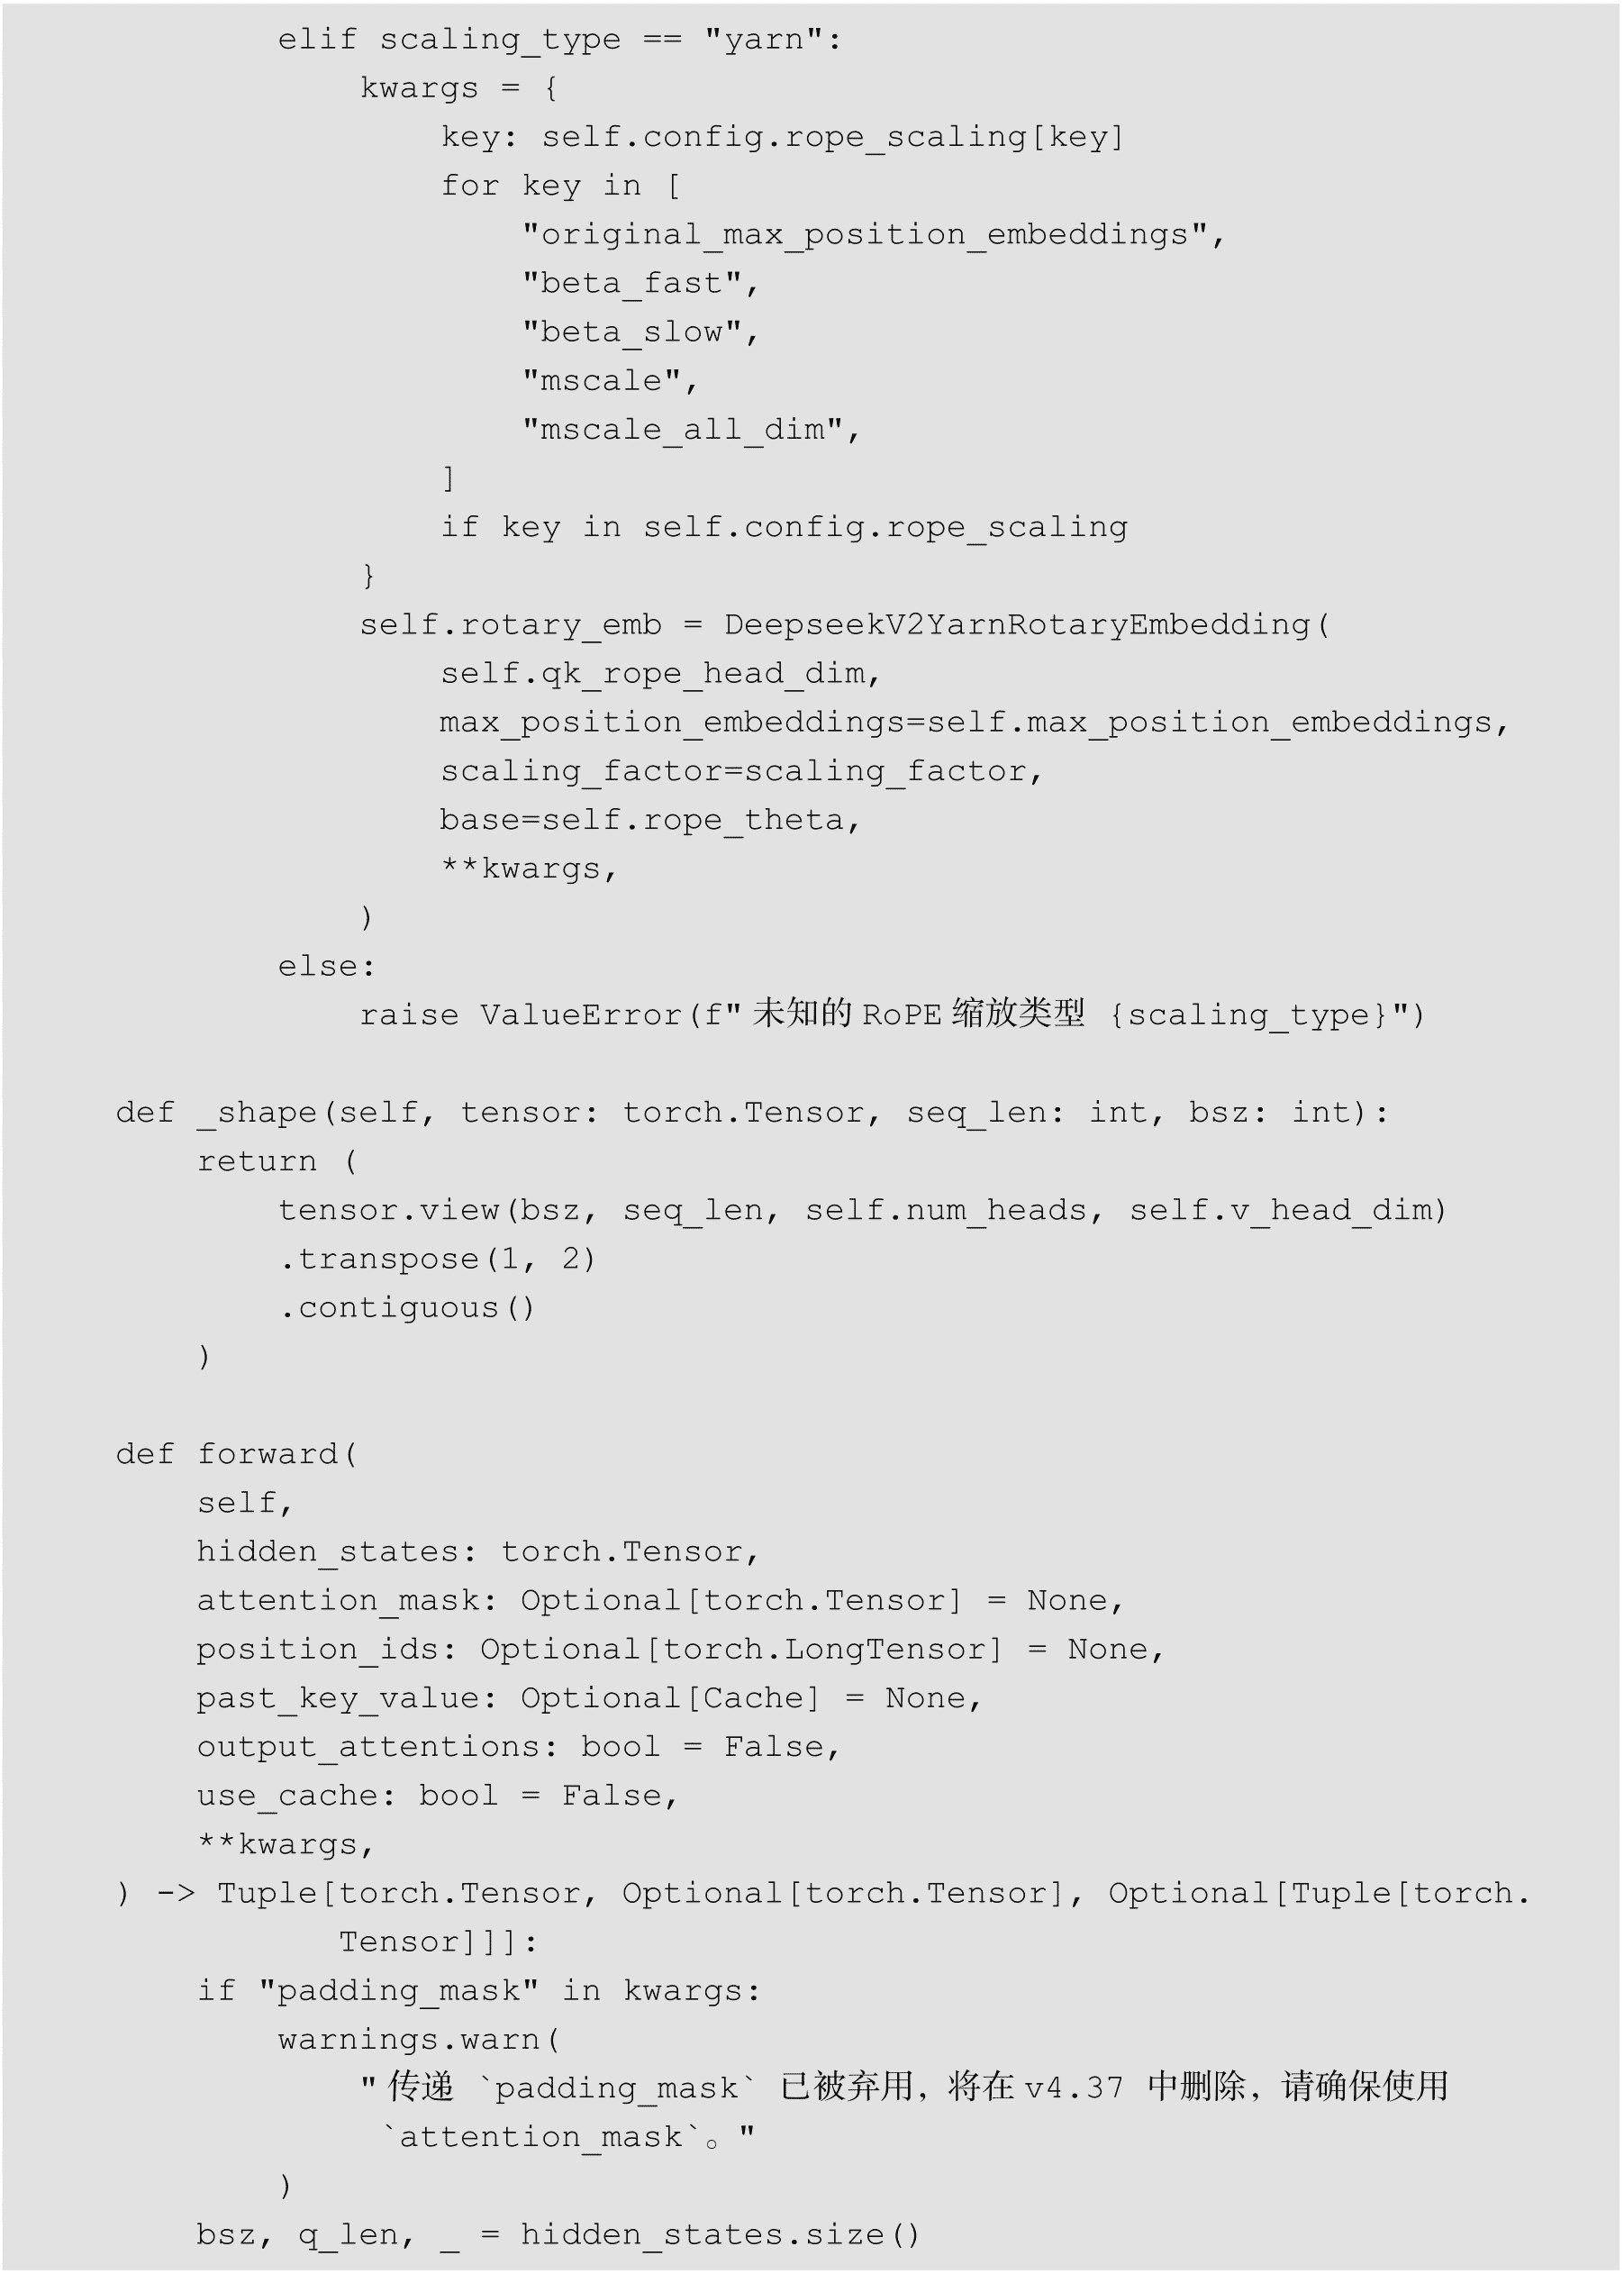 elif scaling_type == "yarn":
kwargs = {
key: self.config.rope_scaling[key]
for key in [
"original_max_position_embeddings",
"beta_fast",
"beta_slow",
"mscale",
"mscale_all_dim",
]
if key in self.config.rope_scaling
}
self.rotary_emb = DeepseekV2YarnRotaryEmbedding(
self.qk_rope_head_dim,
max_position_embeddings=self.max_position_embeddings,
scaling_factor=scaling_factor,
base=self.rope_theta,
**kwargs,
)
else:
raise ValueError(f"未知的 RoPE 缩放类型 {scaling_type}")
def _shape(self, tensor: torch.Tensor, seq_len: int, bsz: int):
return (
tensor.view(bsz, seq_len, self.num_heads, self.v_head_dim)
.transpose(1, 2)
.contiguous()
)
def forward(
self,
hidden_states: torch.Tensor,
attention_mask: Optional[torch.Tensor] = None,
position_ids: Optional[torch.LongTensor] = None,
past_key_value: Optional[Cache] = None,
output_attentions: bool = False,
use_cache: bool = False,
**kwargs,
) -> Tuple[torch.Tensor, Optional[torch.Tensor], Optional[Tuple[torch.
Tensor]]]:
if "padding_mask" in kwargs:
warnings.warn(
"传递 `padding_mask` 已被弃用，将在 v4.37 中删除，请确保使用
`attention_mask`。"
)
bsz, q_len, _ = hidden_states.size()